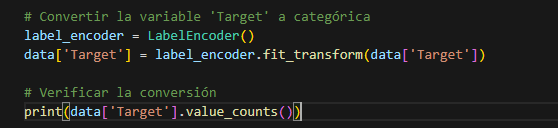 # Convertir la variable 'Target' a categórica
label_encoder = LabelEncoder()
data['Target'] = label_encoder.fit_transform(data['Target'])
# Verificar la conversión
print(data['Target'].value_counts())